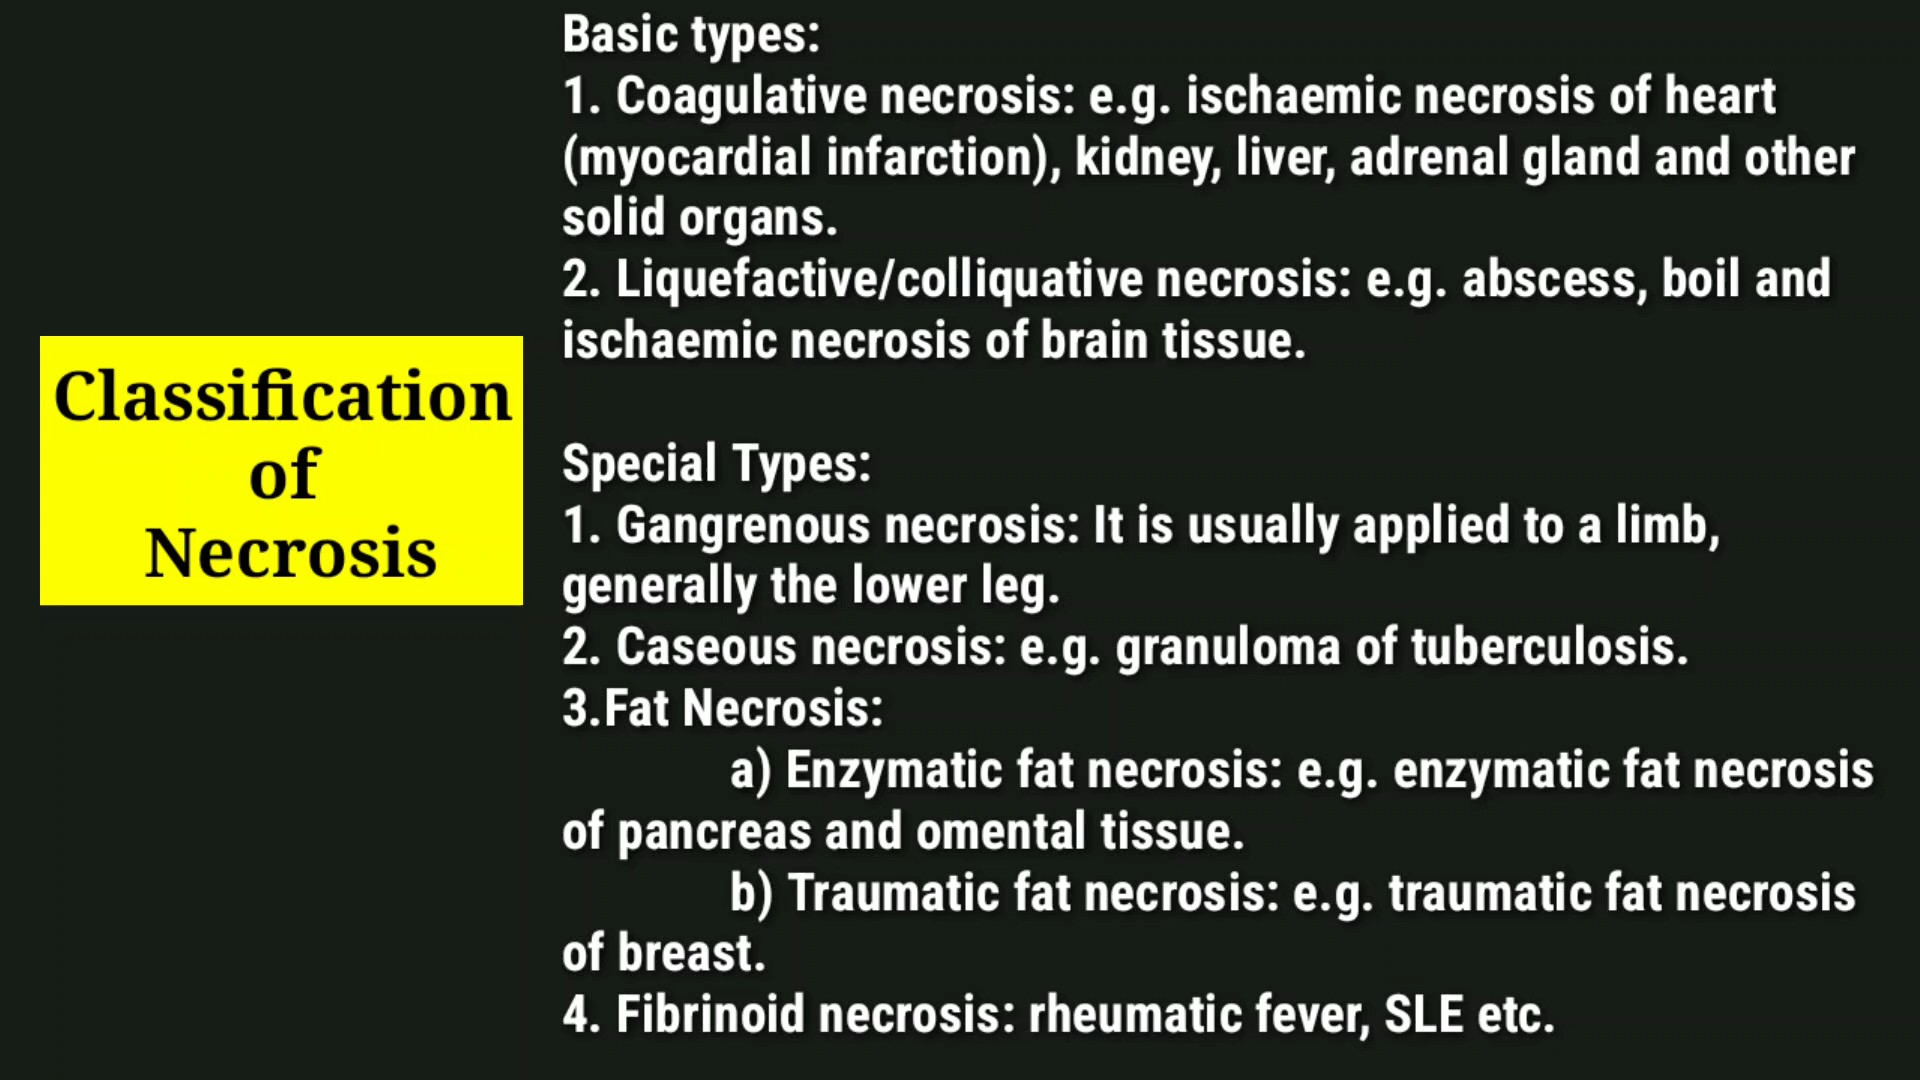 Classification
of
Necrosis
Basic types:
1. Coagulative necrosis: e.g. ischaemic necrosis of heart
(myocardial infarction), kidney, liver, adrenal gland and other
solid organs.
2. Liquefactive/colliquative necrosis: e.g. abscess, boil and
ischaemic necrosis of brain tissue.
Special Types:
1. Gangrenous necrosis: It is usually applied to a limb,
generally the lower leg.
2. Caseous necrosis: e.g. granuloma of tuberculosis.
3.Fat Necrosis:
a) Enzymatic fat necrosis: e.g. enzymatic fat necrosis
of pancreas and omental tissue.
b) Traumatic fat necrosis: e.g. traumatic fat necrosis
of breast.
4. Fibrinoid necrosis: rheumatic fever, SLE etc.